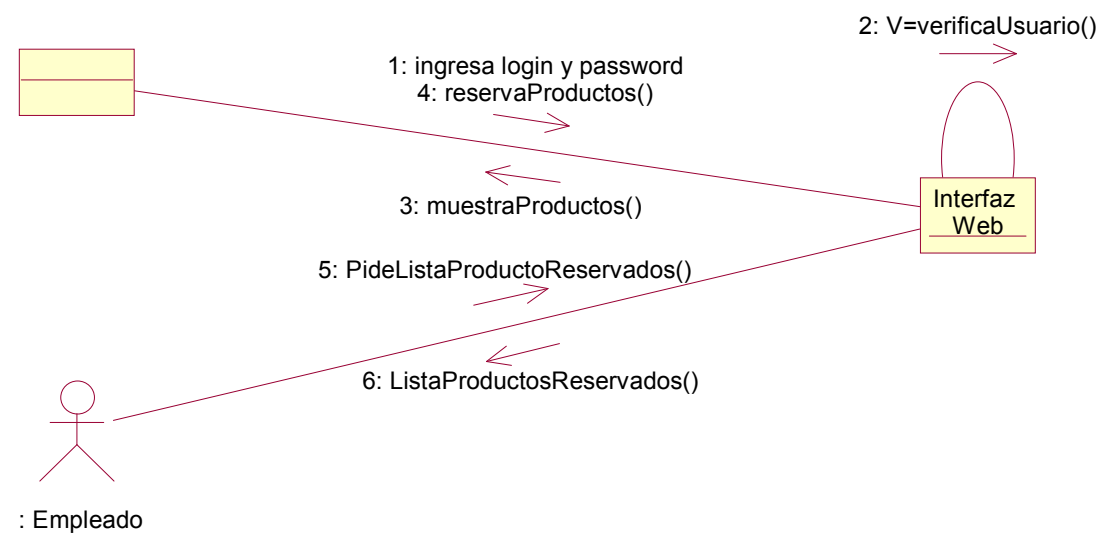 2: V=verificaUsuario()
1: ingresa login y password
4: reservaProductos()
3: muestraProductos()
Interfaz
Web
5: PideListaProductoReservados()
6: ListaProductosReservados()
: Empleado